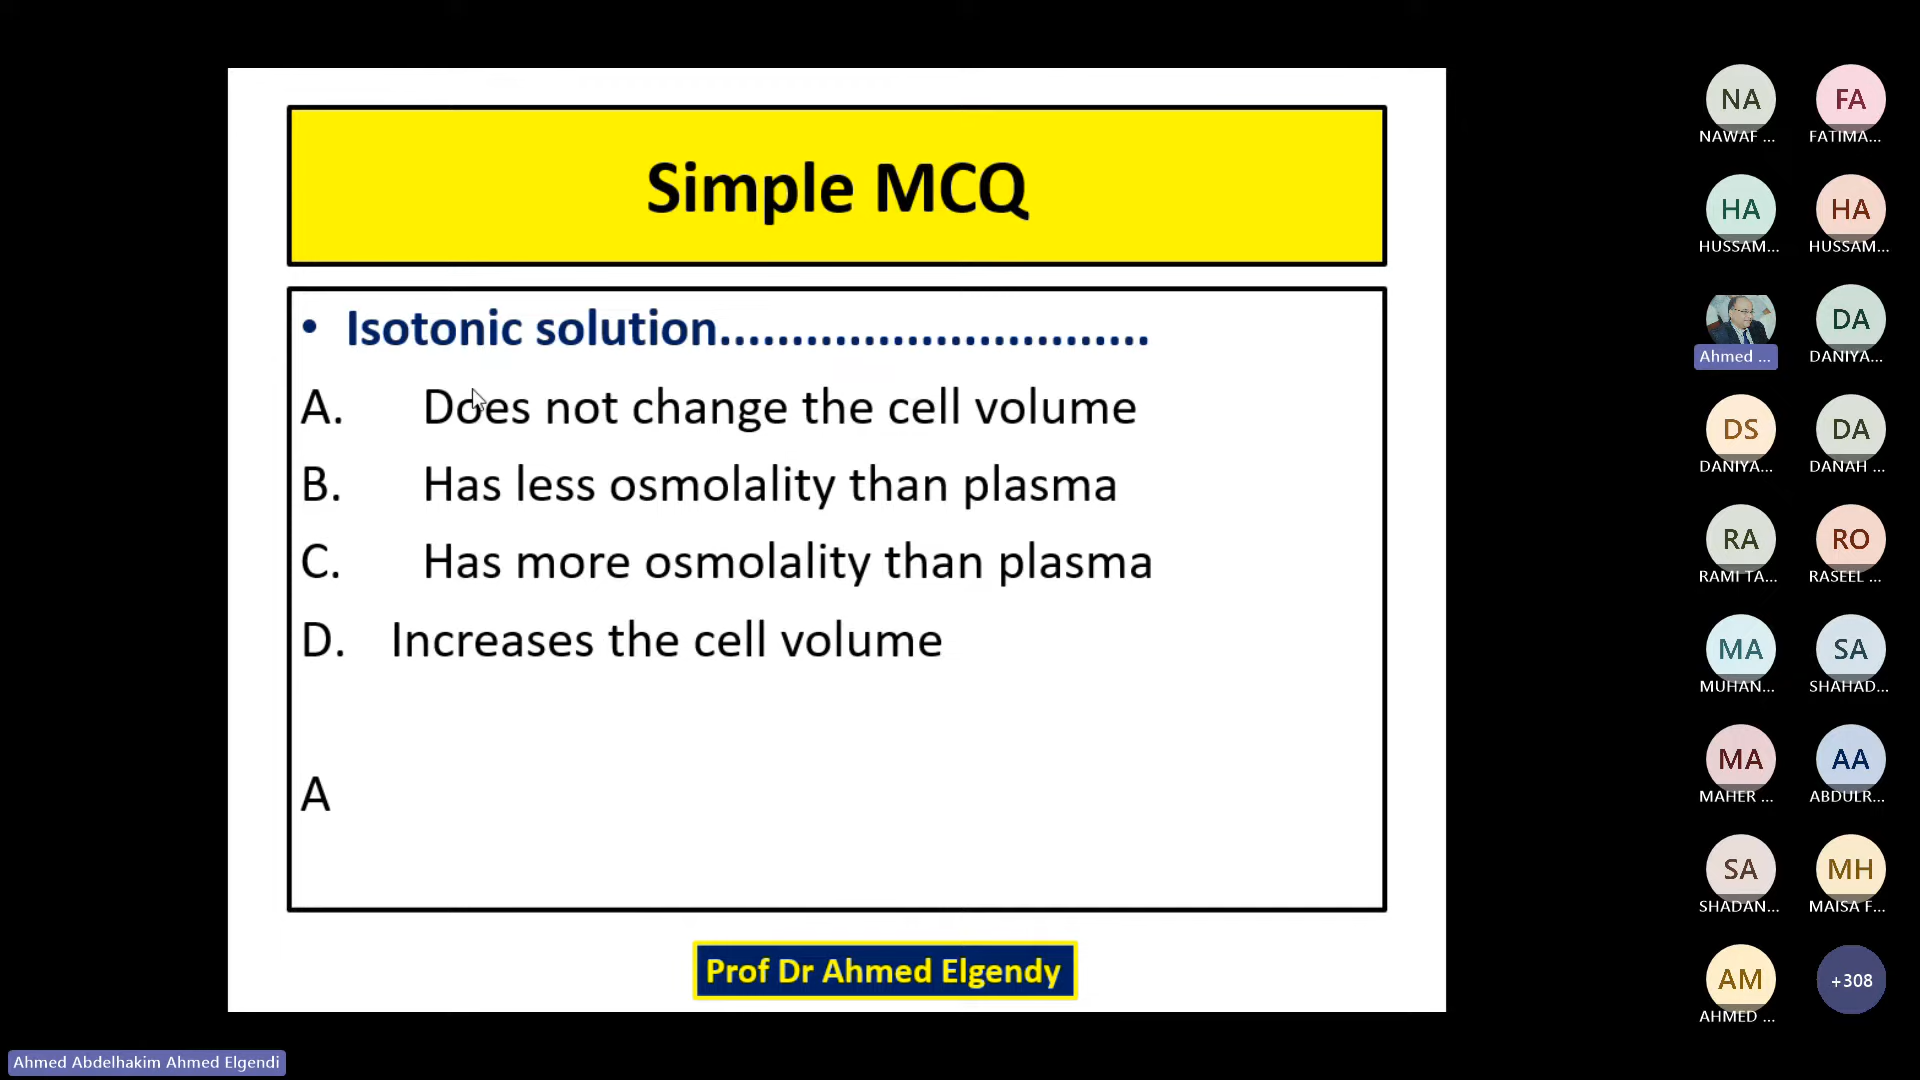 Simple MCQ
• Isotonic solution..............................
A. Does not change the cell volume
B. Has less osmolality than plasma
C. Has more osmolality than plasma
D. Increases the cell volume
A
Prof Dr Ahmed Elgendy
Ahmed Abdelhakim Ahmed Elgendi
NA FA
NAWAF ... FATIMA...
HA HA
HUSSAM... HUSSAM...
DA
Ahmed ... DANIYA...
DS DA
DANIYA... DANAH ...
RA RO
RAMI TA... RASEEL ...
MA SA
MUHAN... SHAHAD...
MA AA
MAHER ... ABDULR...
SA MH
SHADAN... MAISA F...
AM +308
AHMED ...